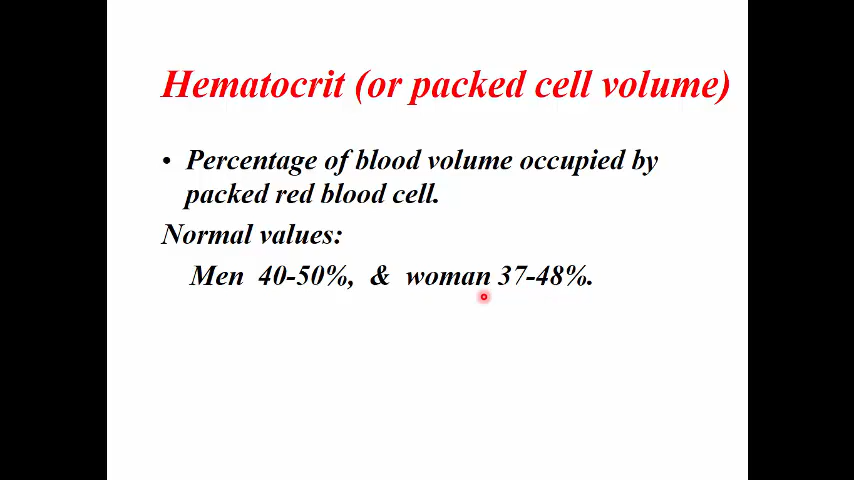 Hematocrit (or packed cell volume)
• Percentage of blood volume occupied by
packed red blood cell.
Normal values:
Men 40-50%, & woman 37-48%.